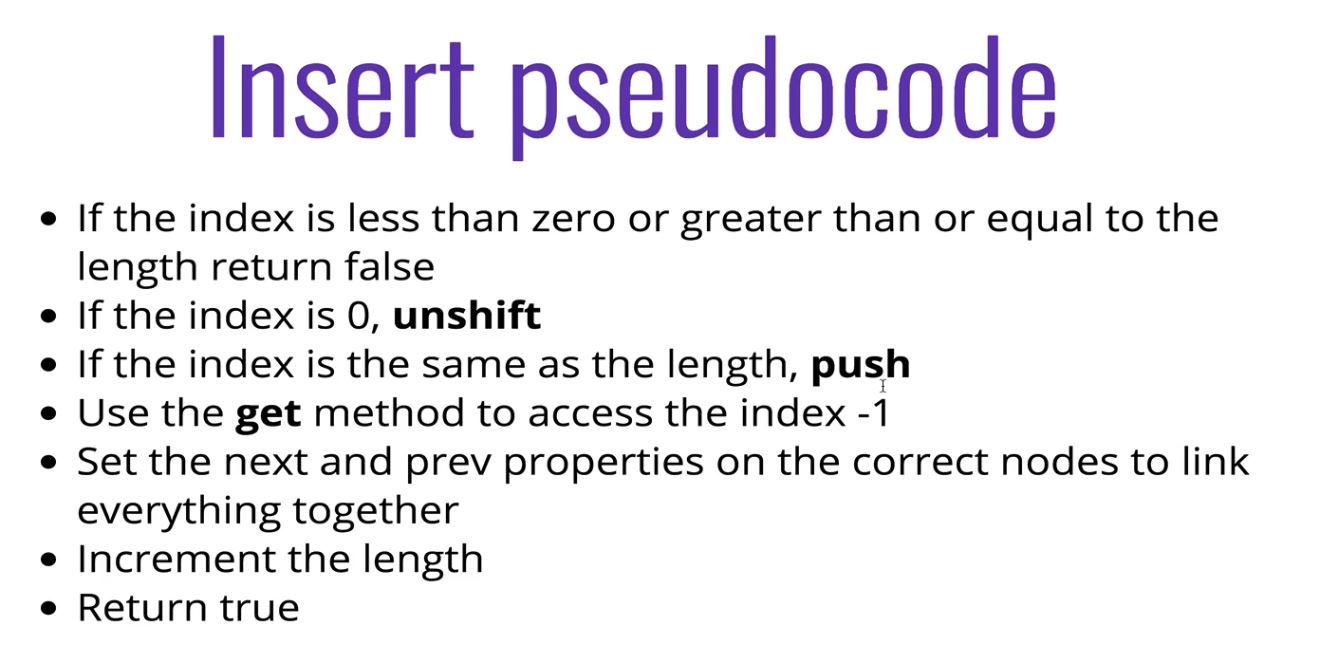 Insert pseudocode
• If the index is less than zero or greater than or equal to the
length return false
• If the index is 0, unshift
• If the index is the same as the length, push
• Use the get method to access the index -1
• Set the next and prev properties on the correct nodes to link
everything together
• Increment the length
• Return true